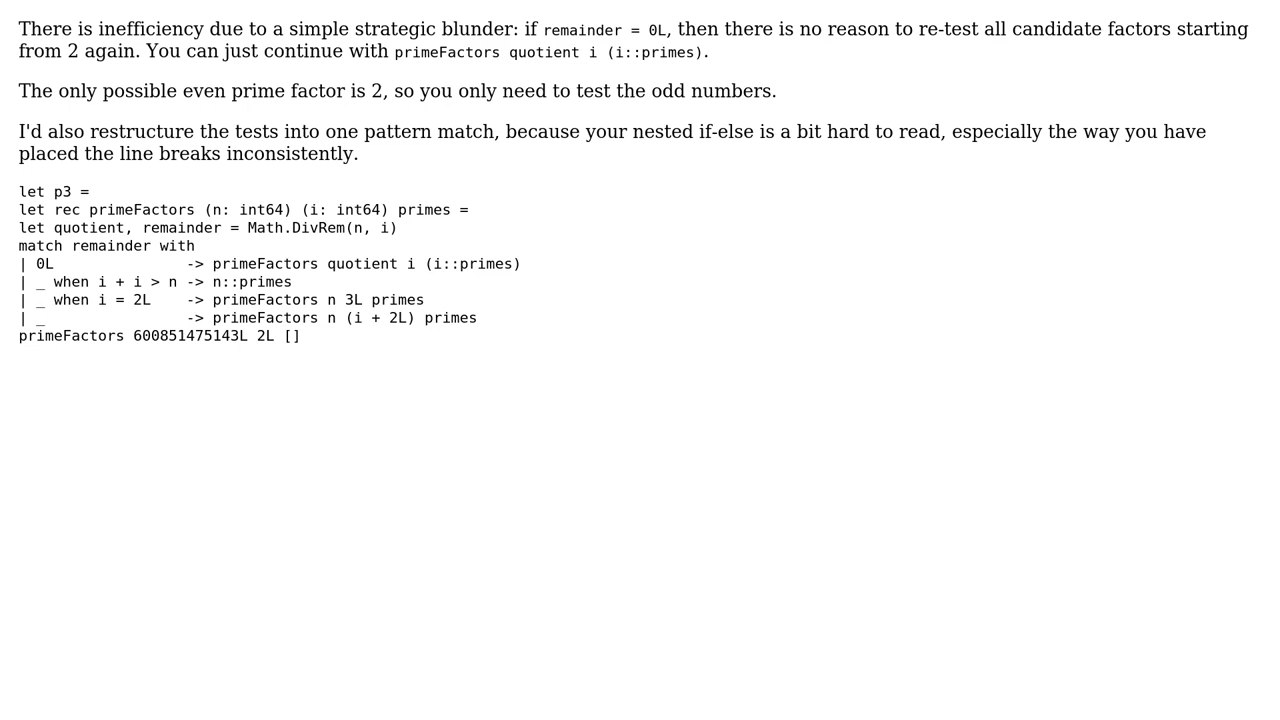 There is inefficiency due to a simple strategic blunder: if remainder = 0L, then there is no reason to re-test all candidate factors starting
from 2 again. You can just continue with primeFactors quotient i (i::primes).
The only possible even prime factor is 2, so you only need to test the odd numbers.
I'd also restructure the tests into one pattern match, because your nested if-else is a bit hard to read, especially the way you have
placed the line breaks inconsistently.
let p3 =
let rec primeFactors (n: int64) (i: int64) primes =
let quotient, remainder = Math.DivRem(n, i)
match remainder with
| 0L               -> primeFactors quotient i (i::primes)
| _ when i + i > n -> n::primes
| _ when i = 2L    -> primeFactors n 3L primes
| _                -> primeFactors n (i + 2L) primes
primeFactors 600851475143L 2L []